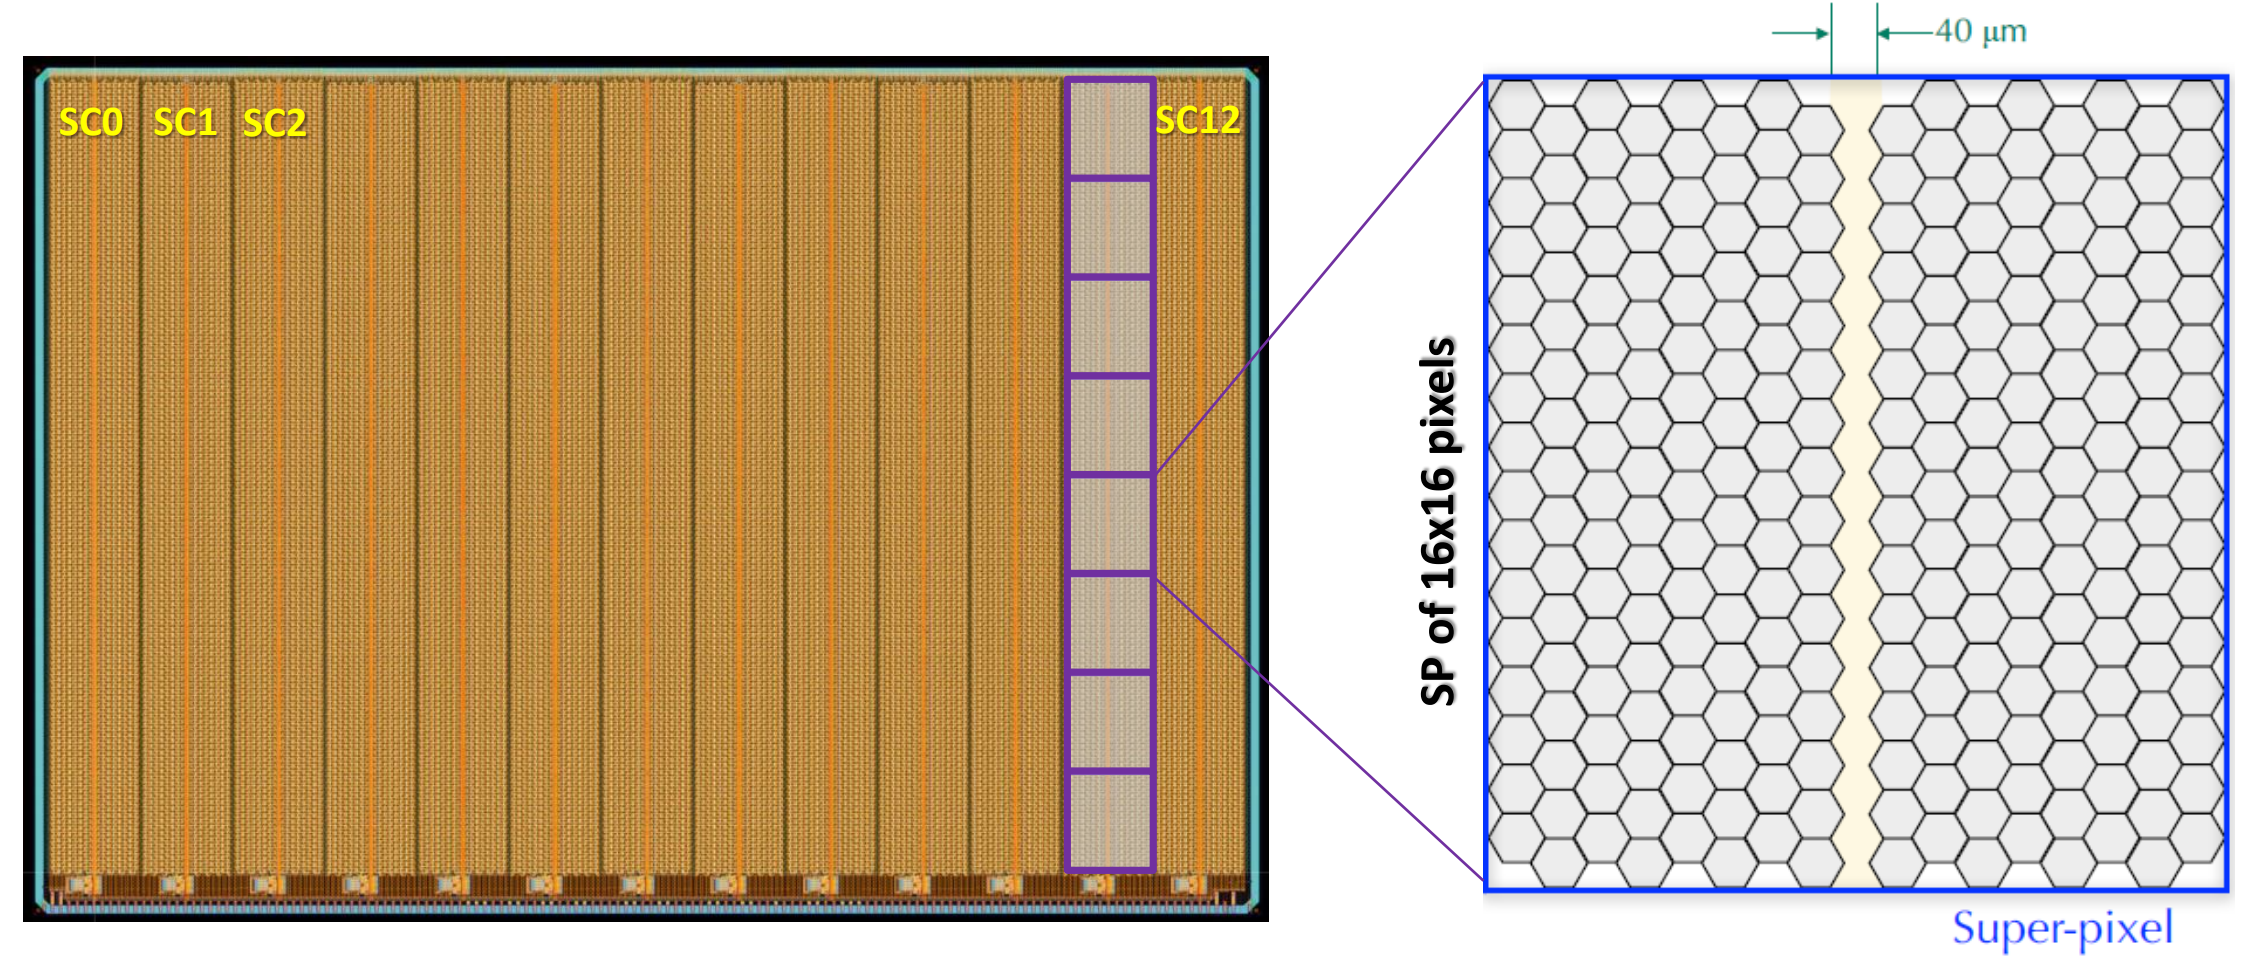 SC0 SC1 SC2 SC12
40 μm
SP of 16x16 pixels
Super-pixel